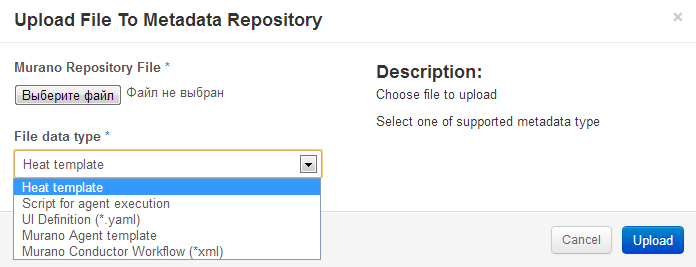 Upload File To Metadata Repository
×
Murano Repository File *
Выберите файл Файл не выбран
File data type *
Heat template
Heat template
Script for agent execution
UI Definition (*.yaml)
Murano Agent template
Murano Conductor Workflow (*xml)
Description:
Choose file to upload
Select one of supported metadata type
Cancel
Upload